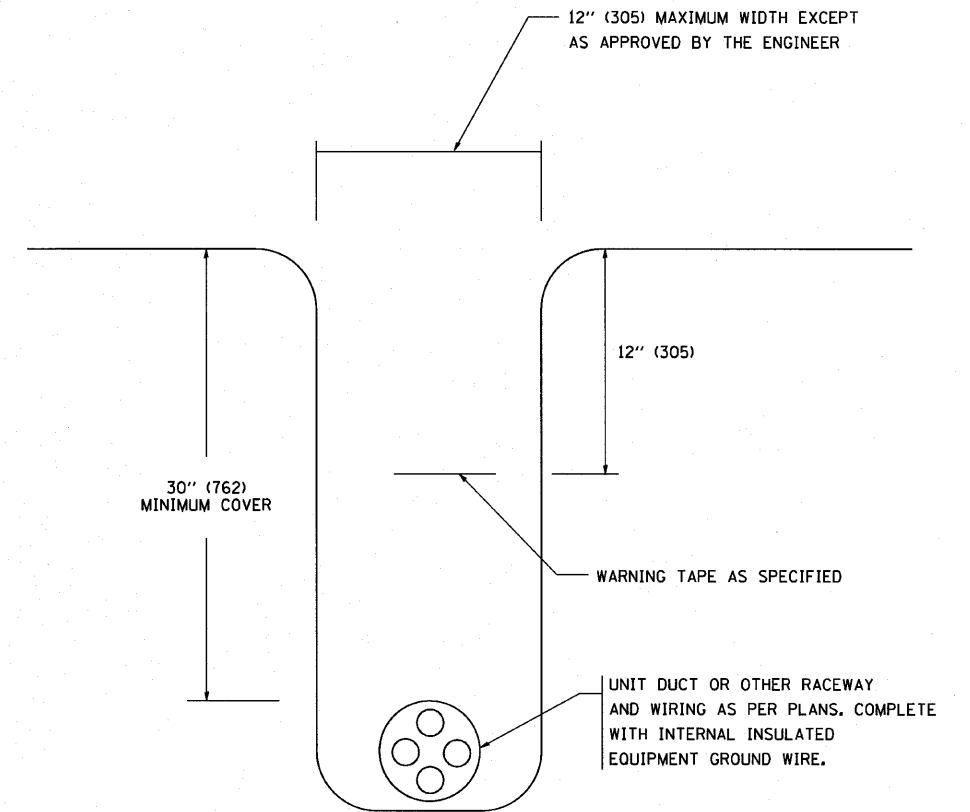 12'' (305) MAXIMUM WIDTH EXCEPT
AS APPROVED BY THE ENGINEER
12'' (305)
30'' (762)
MINIMUM COVER
WARNING TAPE AS SPECIFIED
UNIT DUCT OR OTHER RACEWAY
AND WIRING AS PER PLANS. COMPLETE
WITH INTERNAL INSULATED
EQUIPMENT GROUND WIRE.